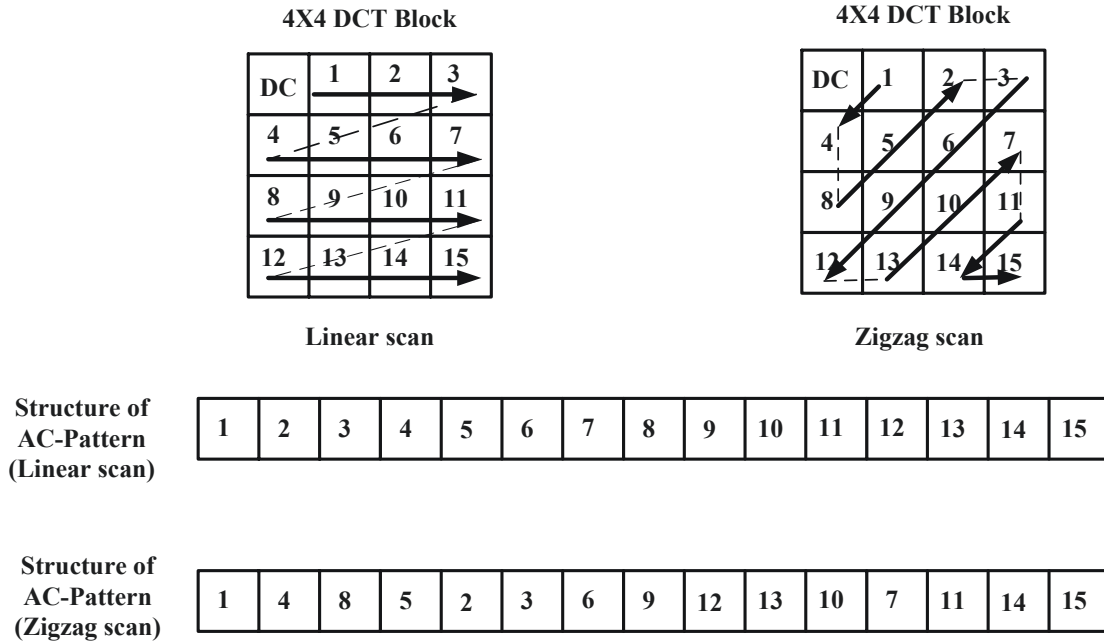 4X4 DCT Block
DC 1 2 3
4 5 6 7
8 9 10 11
12 13 14 15
Linear scan
4X4 DCT Block
DC 1 2 3
4 5 6 7
8 9 10 11
12 13 14 15
Zigzag scan
Structure of
AC-Pattern
(Linear scan)
1 2 3 4 5 6 7 8 9 10 11 12 13 14 15
Structure of
AC-Pattern
(Zigzag scan)
1 4 8 5 2 3 6 9 12 13 10 7 11 14 15